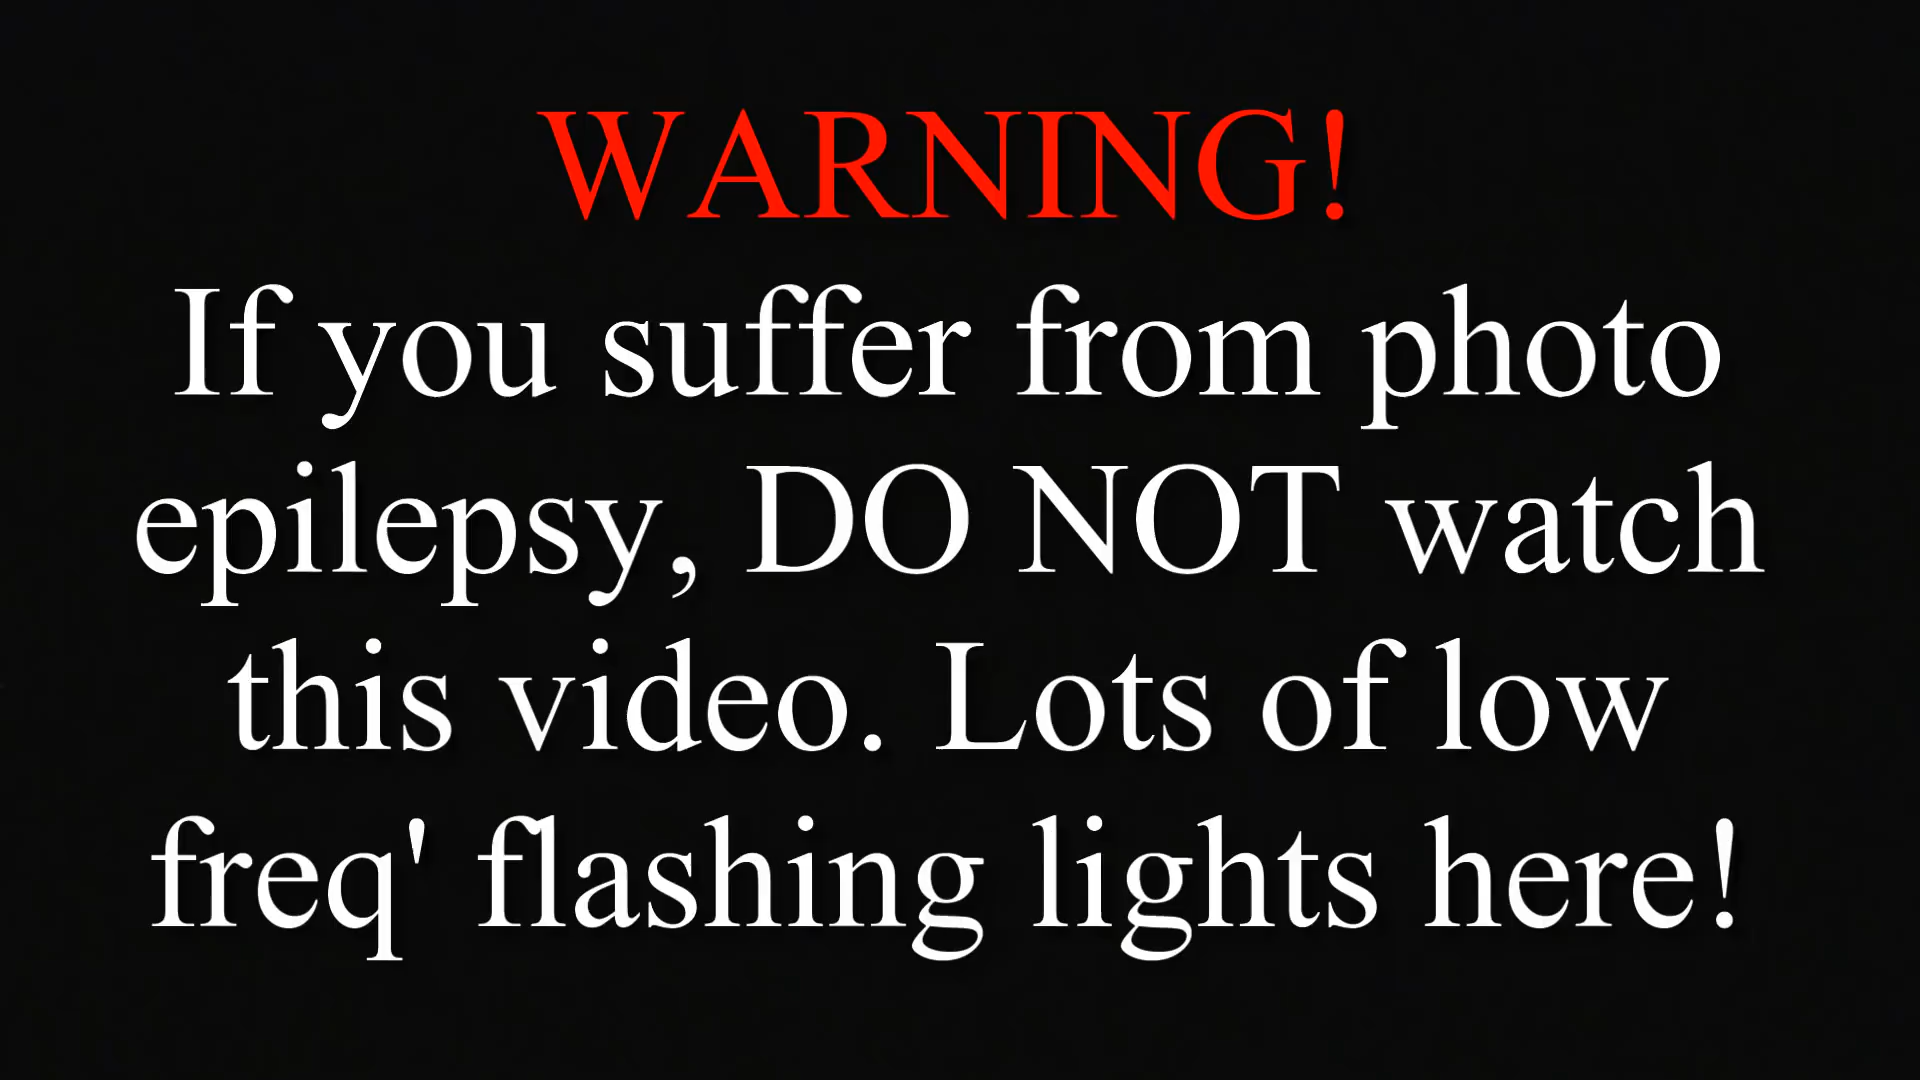 WARNING!
If you suffer from photo
epilepsy, DO NOT watch
this video. Lots of low
freq' flashing lights here!